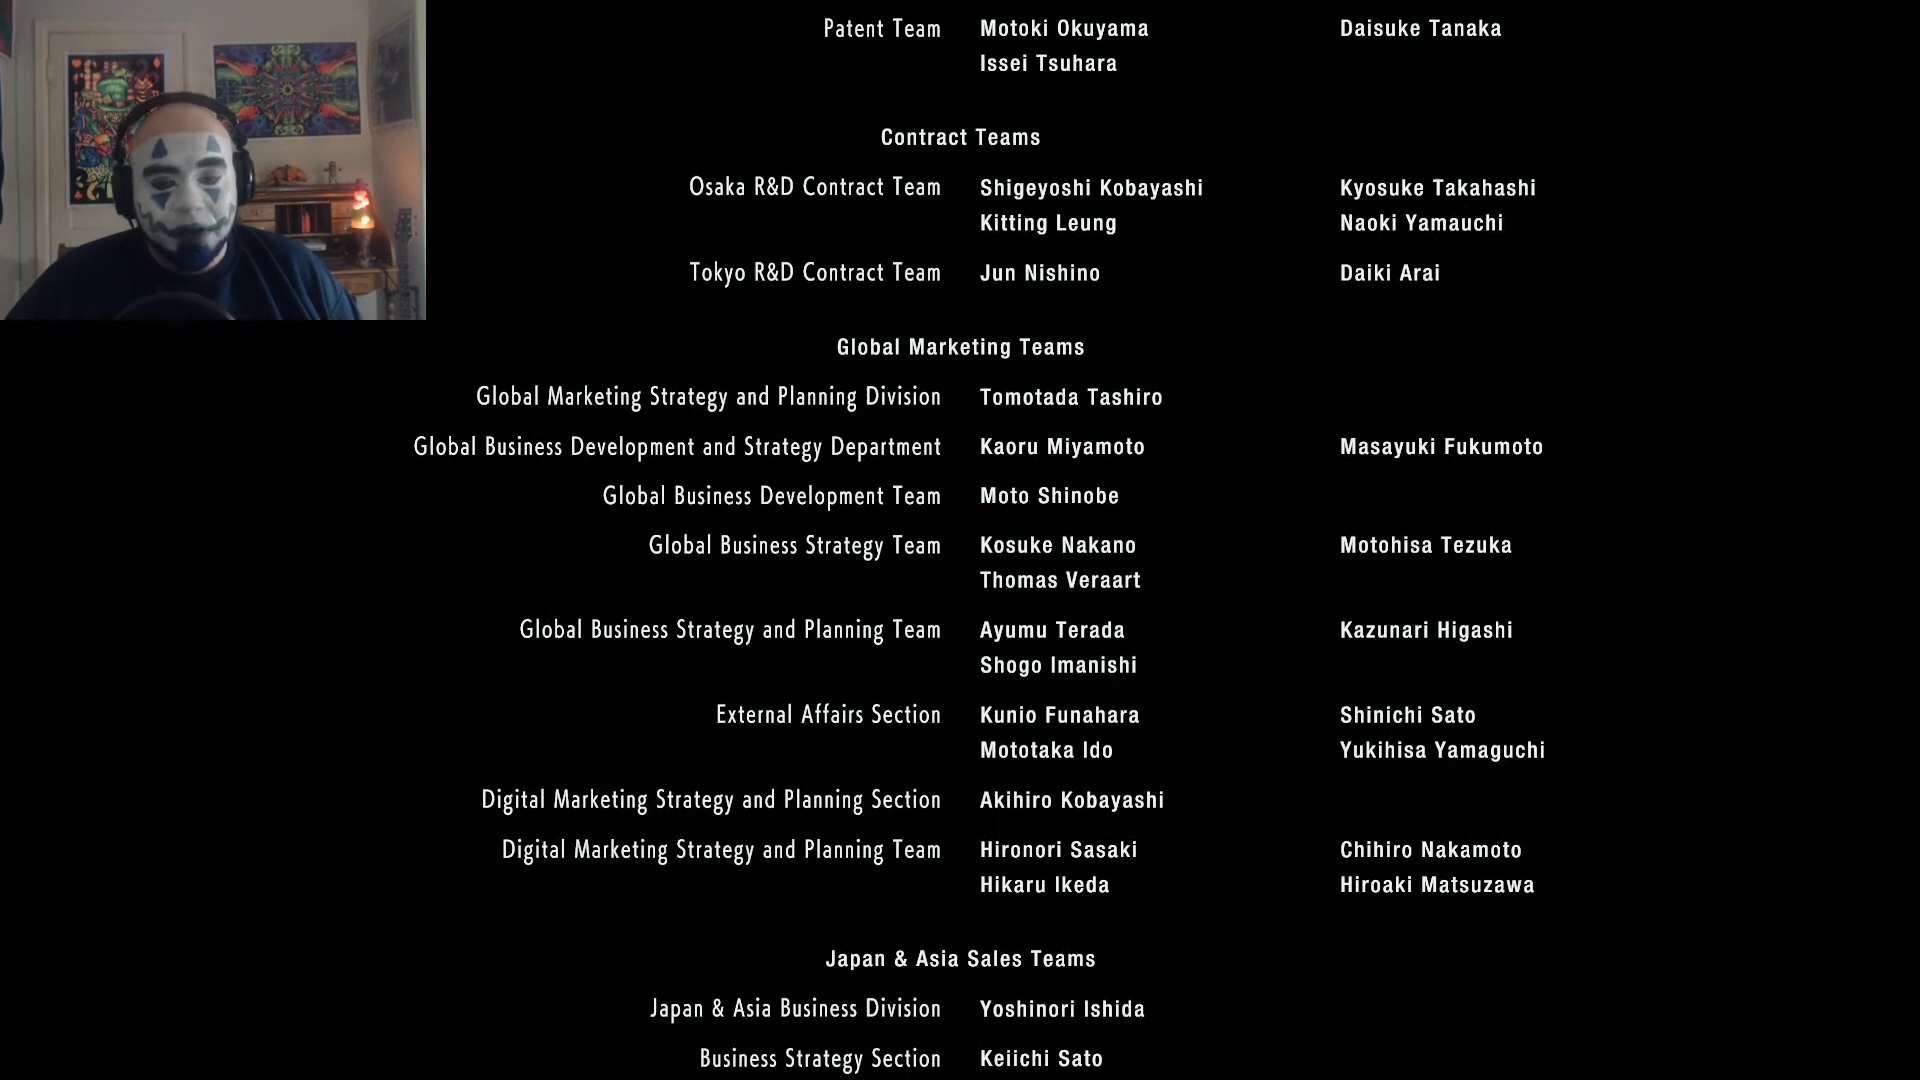 Patent Team Motoki Okuyama Daisuke Tanaka
Issei Tsuhara
Contract Teams
Osaka R&D Contract Team Shigeyoshi Kobayashi Kyosuke Takahashi
Kitting Leung Naoki Yamauchi
Tokyo R&D Contract Team Jun Nishino Daiki Arai
Global Marketing Teams
Global Marketing Strategy and Planning Division Tomotada Tashiro
Global Business Development and Strategy Department Kaoru Miyamoto Masayuki Fukumoto
Global Business Development Team Moto Shinobe
Global Business Strategy Team Kosuke Nakano Motohisa Tezuka
Thomas Veraart
Global Business Strategy and Planning Team Ayumu Terada Kazunari Higashi
Shogo Imanishi
External Affairs Section Kunio Funahara Shinichi Sato
Mototaka Ido Yukihisa Yamaguchi
Digital Marketing Strategy and Planning Section Akihiro Kobayashi
Digital Marketing Strategy and Planning Team Hironori Sasaki Chihiro Nakamoto
Hikaru Ikeda Hiroaki Matsuzawa
Japan & Asia Sales Teams
Japan & Asia Business Division Yoshinori Ishida
Business Strategy Section Keiichi Sato